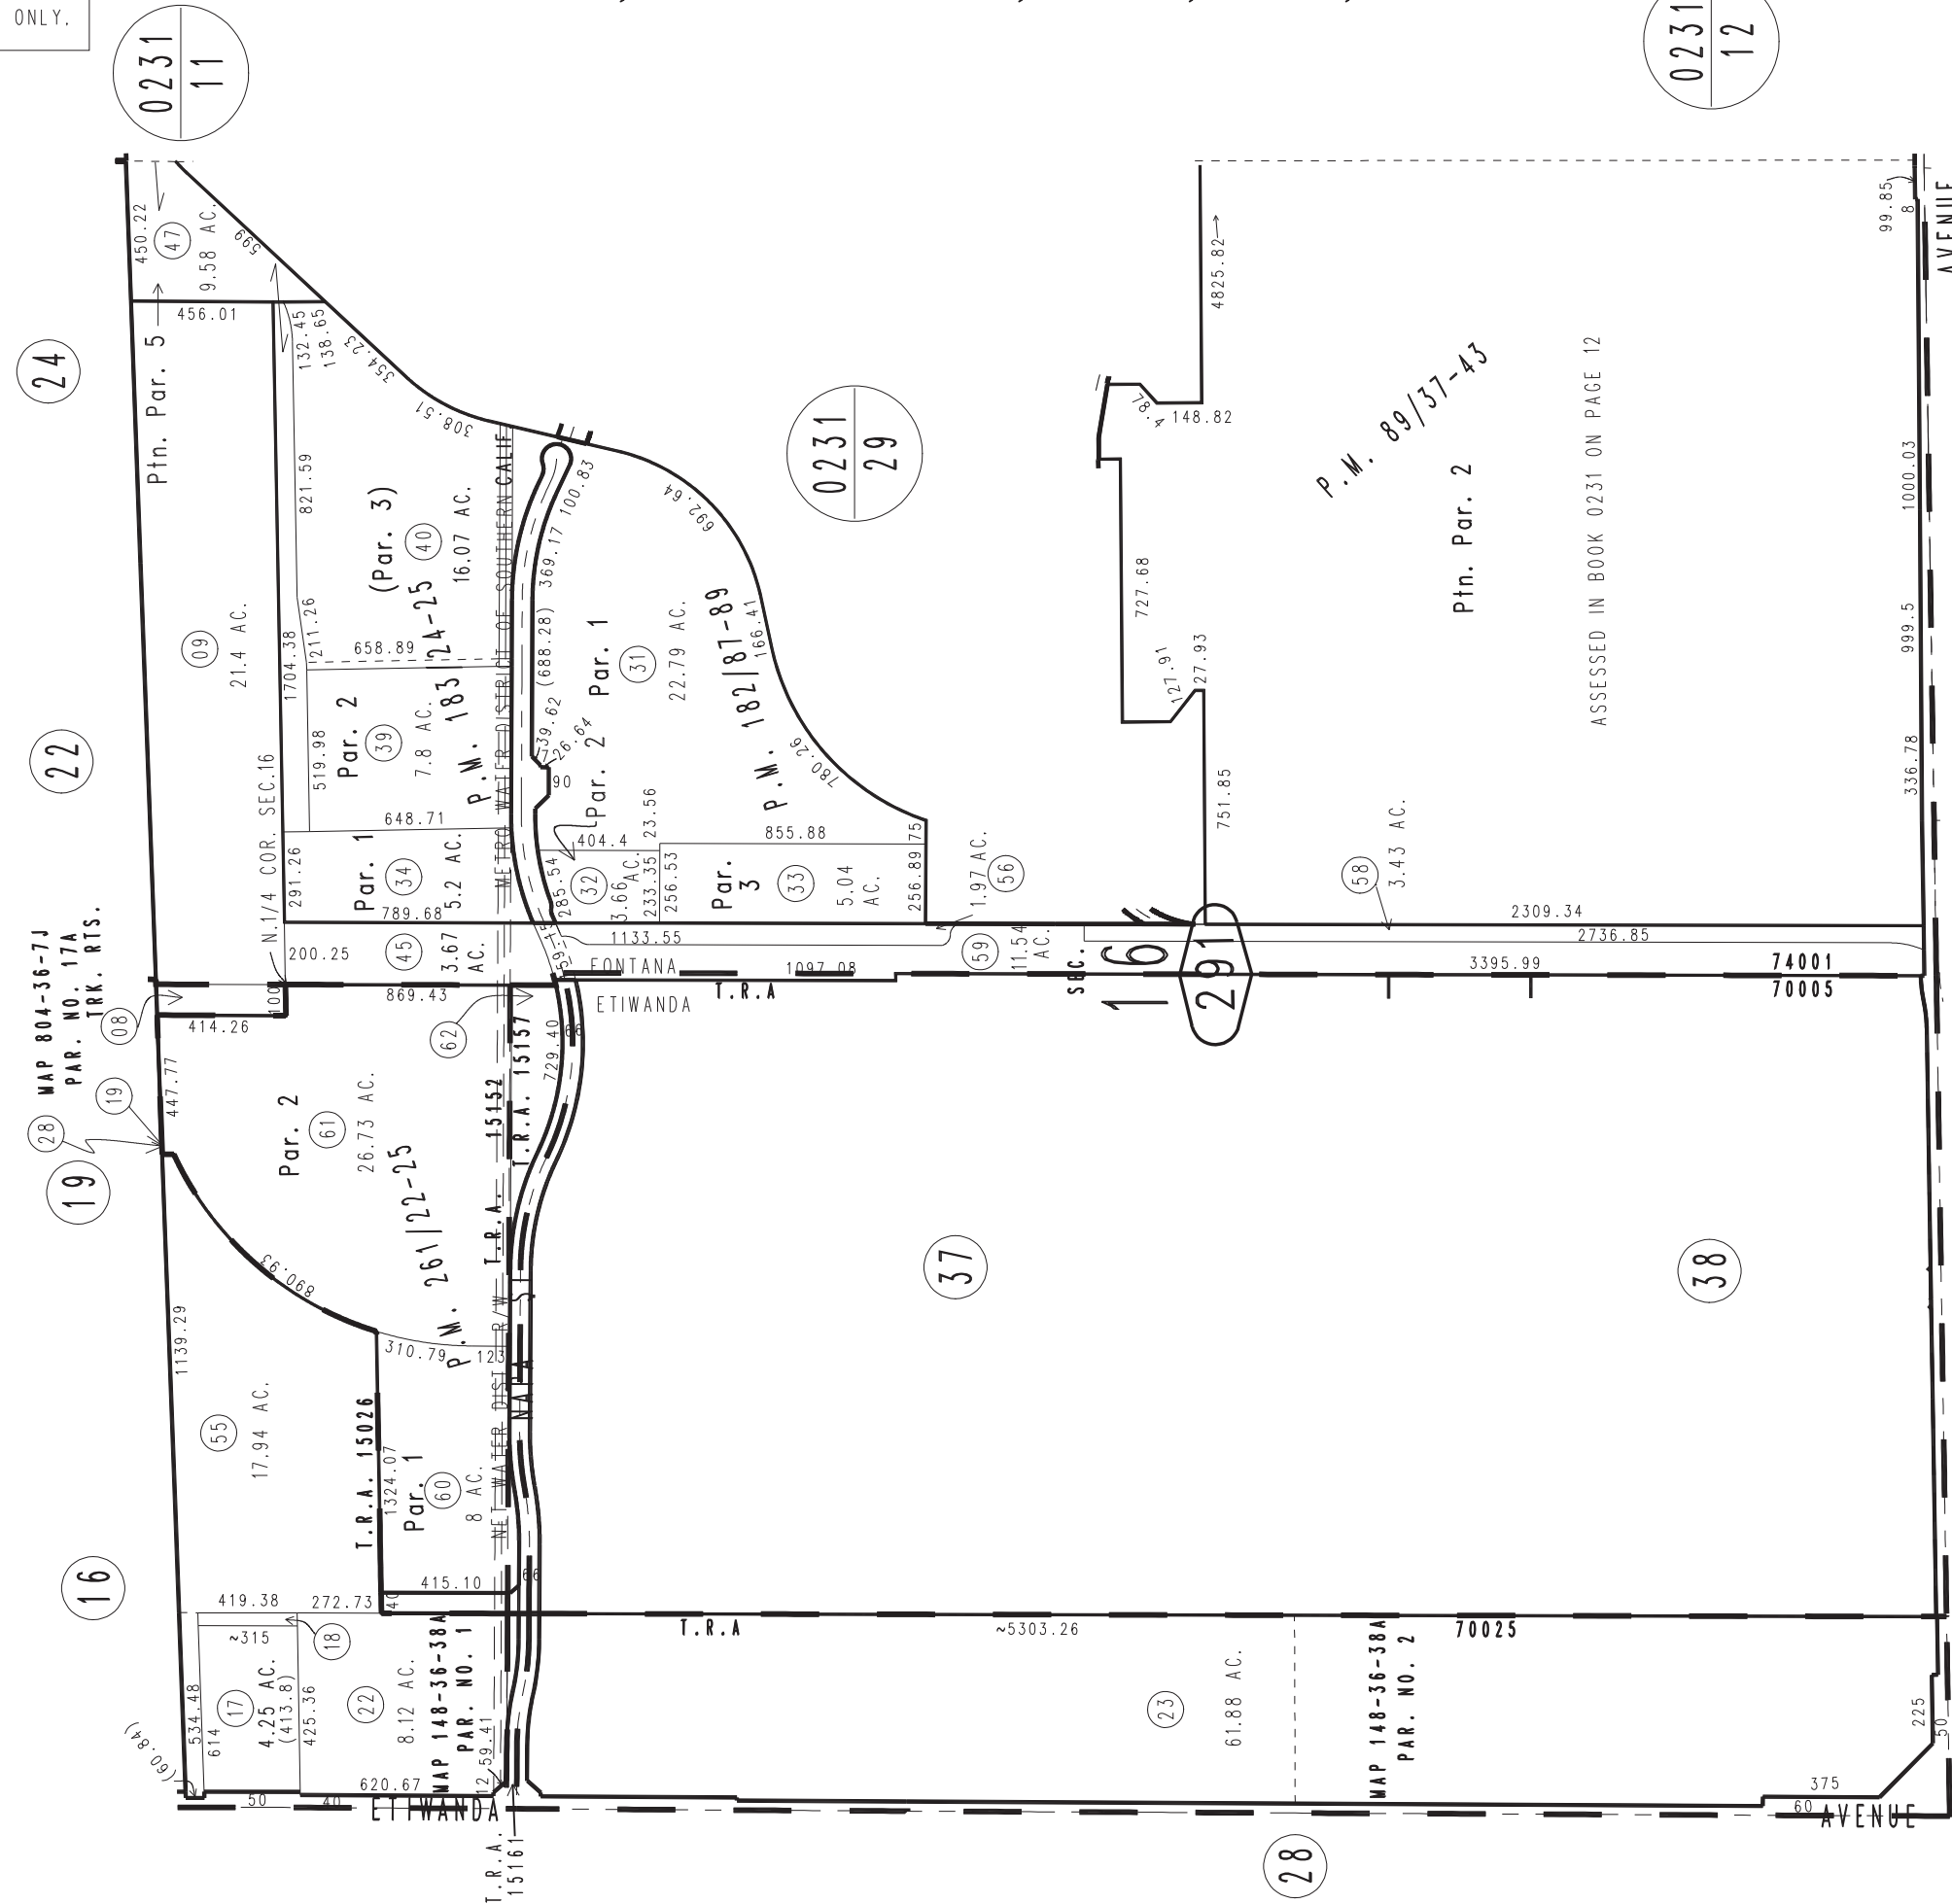 ONLY.
0231
11
0231
12
24
22
19
16
28
0231
29
37
38
450.22
47
9.58 AC.
599
456.01
Ptn. Par. 5
132.45
138.65
354.23
308.51
821.59
(Par. 3)
40
16.07 AC.
09
21.4 AC.
1704.38
211.26
658.89
P.M. 183 24-25
METRO WATER DISTRICT OF SOUTHERN CALIF
369.17
100.83
(688.28)
39.62
26.64
90
Par. 1
31
22.79 AC.
692.64
166.41
780.26
P.M. 182|87-89
519.98
Par. 2
39
7.8 AC.
648.71
N.1/4 COR. SEC.16
291.26
Par. 1
34
5.2 AC.
789.68
Par. 2
404.4
23.56
285.54
32
3.66
AC.
233.35
256.53
855.88
75
Par.
3
33
5.04
AC.
256.89
1.97 AC.
56
200.25
45
3.67
AC.
1133.55
59
11.54
AC.
FONTANA
1097.08
ETIWANDA
T.R.A
SEC.
16
291
869.43
100
08
414.26
62
MAP 804-36-7J
PAR. NO. 17A
TRK. RTS.
28
19
447.77
Par. 2
61
26.73 AC.
P.M. 261|22-25
890.93
310.79
123
T.R.A. 15152
T.R.A. 15157
729.40
66
1139.29
55
17.94 AC.
T.R.A. 15026
1324.07
Par. 1
60
8 AC.
415.10
40
66
419.38
272.73
~315
18
17
4.25 AC.
(413.8)
425.36
534.48
614
(60.84)
22
8.12 AC.
MAP 148-36-38A
PAR. NO. 1
59.41
12
620.67
50
40
ETIWANDA
T.R.A.
15161
T.R.A
~5303.26
70025
23
61.88 AC.
MAP 148-36-38A
PAR. NO. 2
225
50
375
60
AVENUE
4825.82
78.4
148.82
727.68
127.91
27.93
751.85
P.M. 89/37-43
Ptn. Par. 2
ASSESSED IN BOOK 0231 ON PAGE 12
58
3.43 AC.
2309.34
2736.85
3395.99
74001
70005
99.85
8
AVENUE
1000.03
999.5
336.78